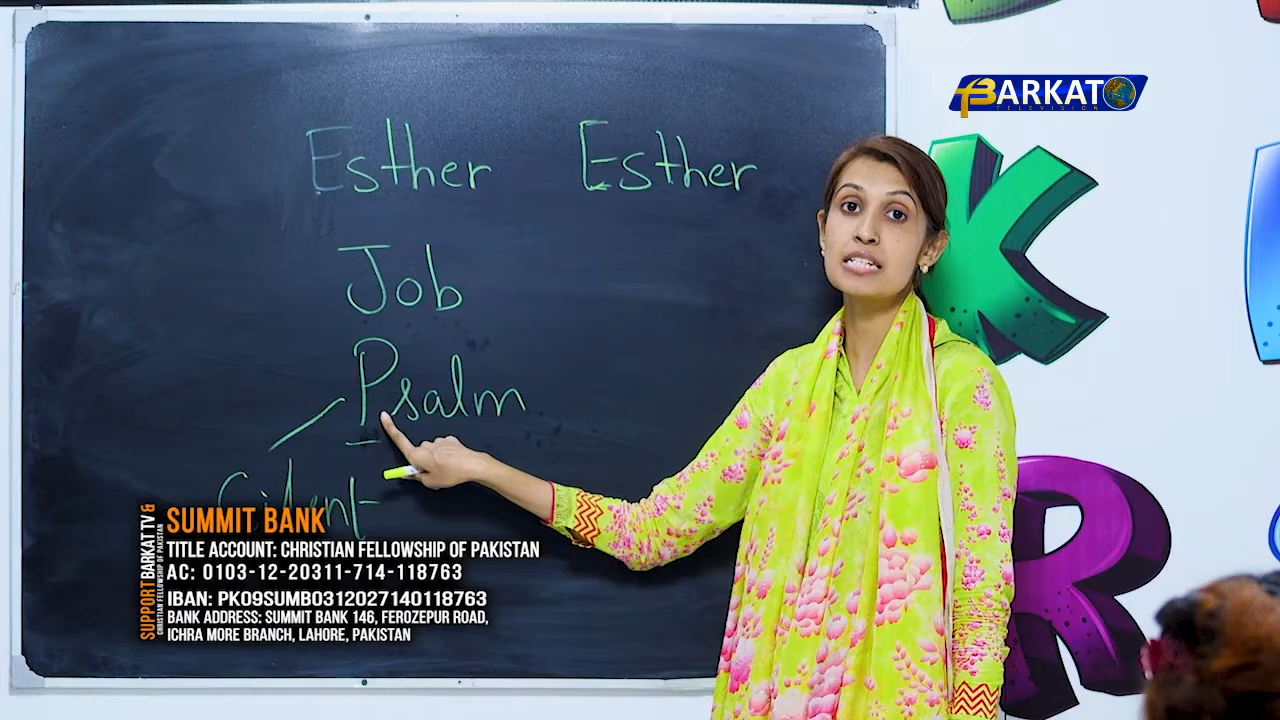 BARKAT
TELEVISION
Esther Esther
Job
Psalm
Silent
K
R
SUPPORT BARKAT TV &
CHRISTIAN FELLOWSHIP OF PAKISTAN
SUMMIT BANK
TITLE ACCOUNT: CHRISTIAN FELLOWSHIP OF PAKISTAN
AC: 0103-12-20311-714-118763
IBAN: PK09SUMB0312027140118763
BANK ADDRESS: SUMMIT BANK 146, FEROZEPUR ROAD,
ICHRA MORE BRANCH, LAHORE, PAKISTAN